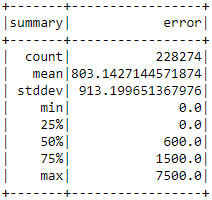 +-------+-----------------+
|summary|            error|
+-------+-----------------+
|  count|           228274|
|   mean|803.1427144571874|
| stddev| 913.199651367976|
|    min|              0.0|
|    25%|              0.0|
|    50%|            600.0|
|    75%|           1500.0|
|    max|           7500.0|
+-------+-----------------+